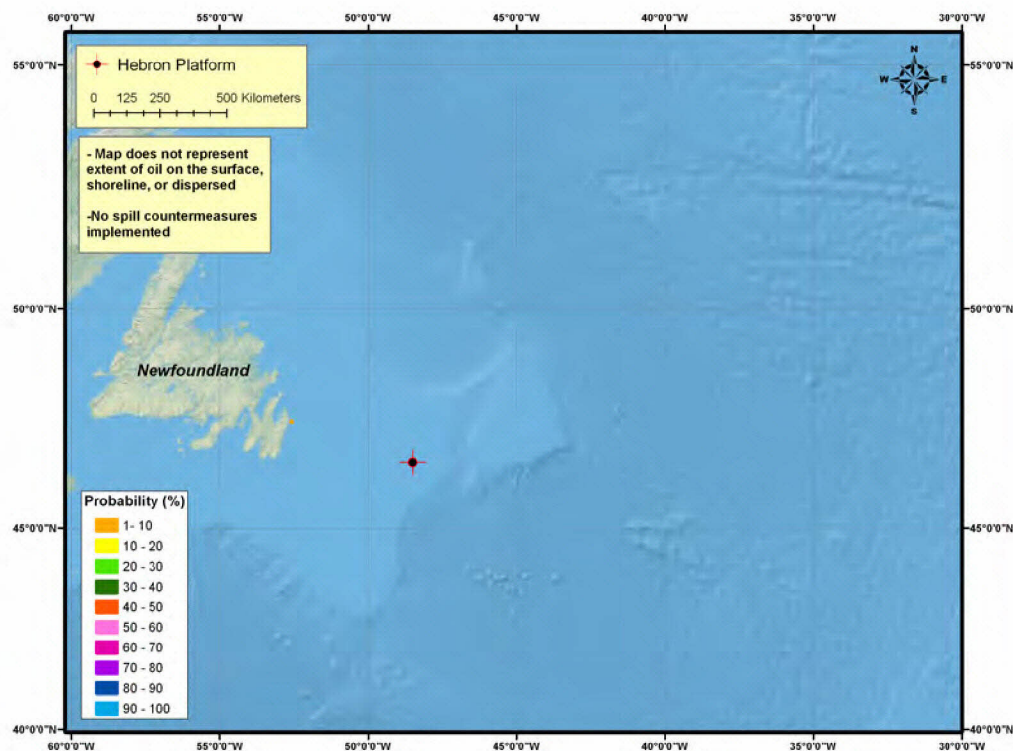 60°0'0"W 55°0'0"W 50°0'0"W 45°0'0"W 40°0'0"W 35°0'0"W 30°0'0"W
55°0'0"N 55°0'0"N
Hebron Platform
0 125 250 500 Kilometers
N
W E
S
- Map does not represent
extent of oil on the surface,
shoreline, or dispersed
-No spill countermeasures
implemented
50°0'0"N 50°0'0"N
Newfoundland
Probability (%)
1- 10
10 - 20
20 - 30
30 - 40
40 - 50
50 - 60
60 - 70
70 - 80
80 - 90
90 - 100
45°0'0"N 45°0'0"N
40°0'0"N 40°0'0"N
60°0'0"W 55°0'0"W 50°0'0"W 45°0'0"W 40°0'0"W 35°0'0"W 30°0'0"W